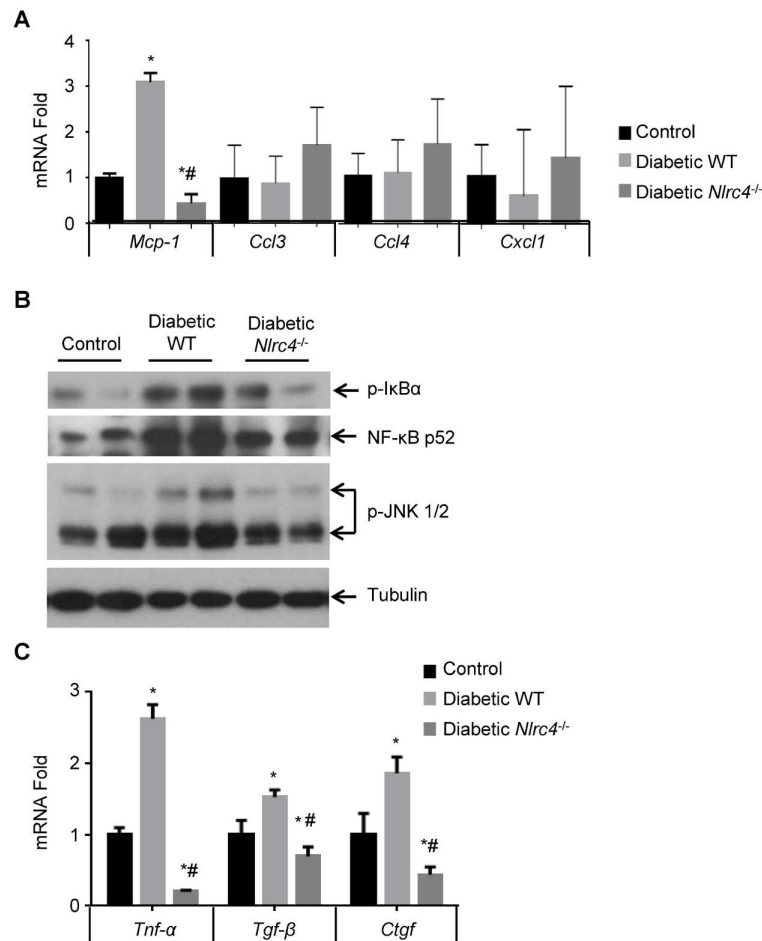 A
4
3
2
1
0
mRNA Fold
*
*#
Mcp-1
Ccl3
Ccl4
Cxcl1
Control
Diabetic WT
Diabetic Nlrc4-/-
B
Control
Diabetic
WT
Diabetic
Nlrc4-/-
p-IκBα
NF-κB p52
p-JNK 1/2
Tubulin
C
Control
Diabetic WT
Diabetic Nlrc4-/-
3
2
1
0
mRNA Fold
*
*#
*
*#
*
*#
Tnf-α
Tgf-β
Ctgf